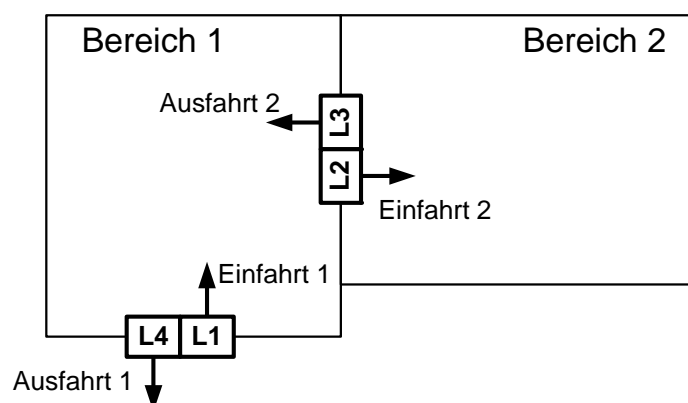 Bereich 1
Bereich 2
Ausfahrt 2
L3
L2
Einfahrt 2
Einfahrt 1
L4 L1
Ausfahrt 1